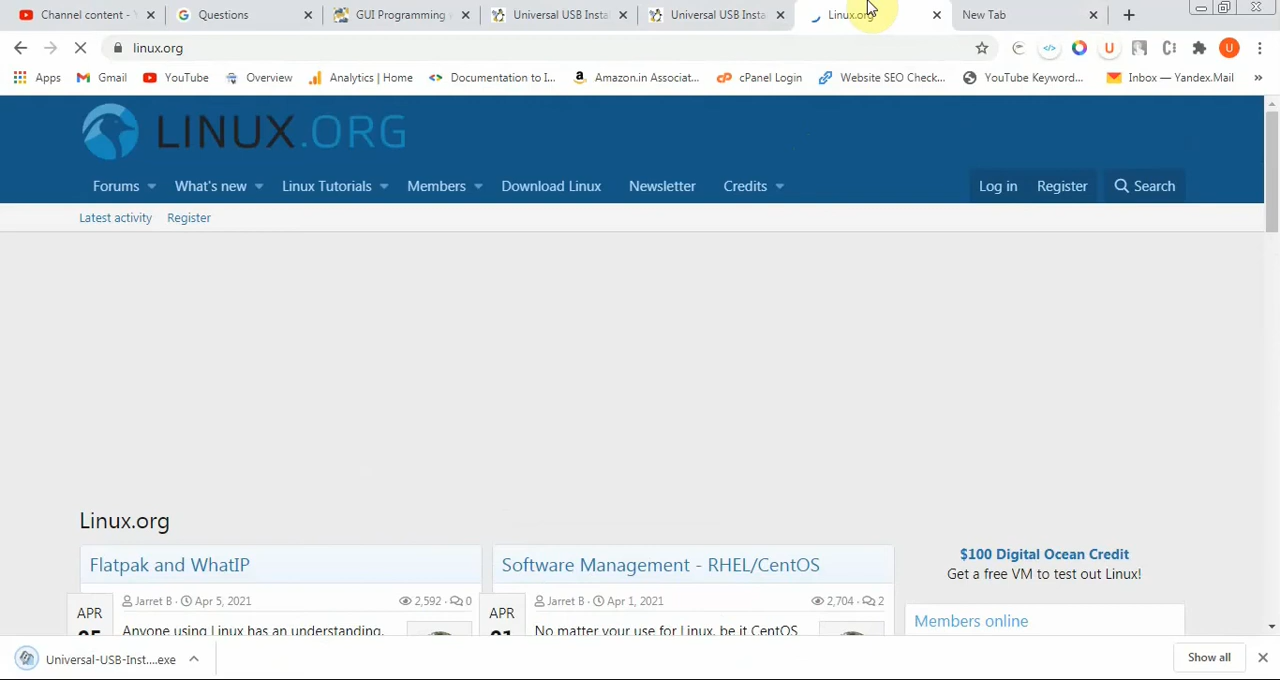 Channel content - Y
Questions
GUI Programming w
Universal USB Insta
Universal USB Insta
Linux.org
New Tab
linux.org
Apps
Gmail
YouTube
Overview
Analytics | Home
Documentation to I...
Amazon.in Associat...
cPanel Login
Website SEO Check...
YouTube Keyword...
Inbox — Yandex.Mail
»
LINUX.ORG
Forums
What's new
Linux Tutorials
Members
Download Linux
Newsletter
Credits
Log in
Register
Search
Latest activity
Register
Linux.org
Flatpak and WhatIP
Software Management - RHEL/CentOS
$100 Digital Ocean Credit
Get a free VM to test out Linux!
Jarret B · Apr 5, 2021
2,592 · 0
Jarret B · Apr 1, 2021
2,704 · 2
APR
APR
Anyone using Linux has an understanding,
No matter your use for Linux, be it CentOS
Members online
Universal-USB-Inst....exe
Show all